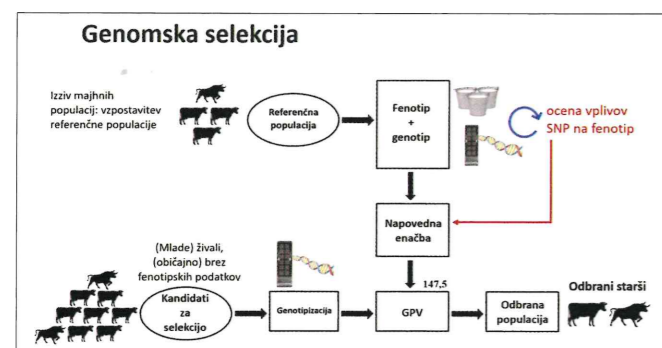 Genomska selekcija
Izziv majhnih
populacij: vzpostavitev
referenčne populacije
Referenčna
populacija
Fenotip
+
genotip
ocena vplivov
SNP na fenotip
Napovedna
enačba
(Mlade) živali,
(običajno) brez
fenotipskih podatkov
Kandidati
za
selekcijo
Genotipizacija
147,5
GPV
Odbrana
populacija
Odbrani starši